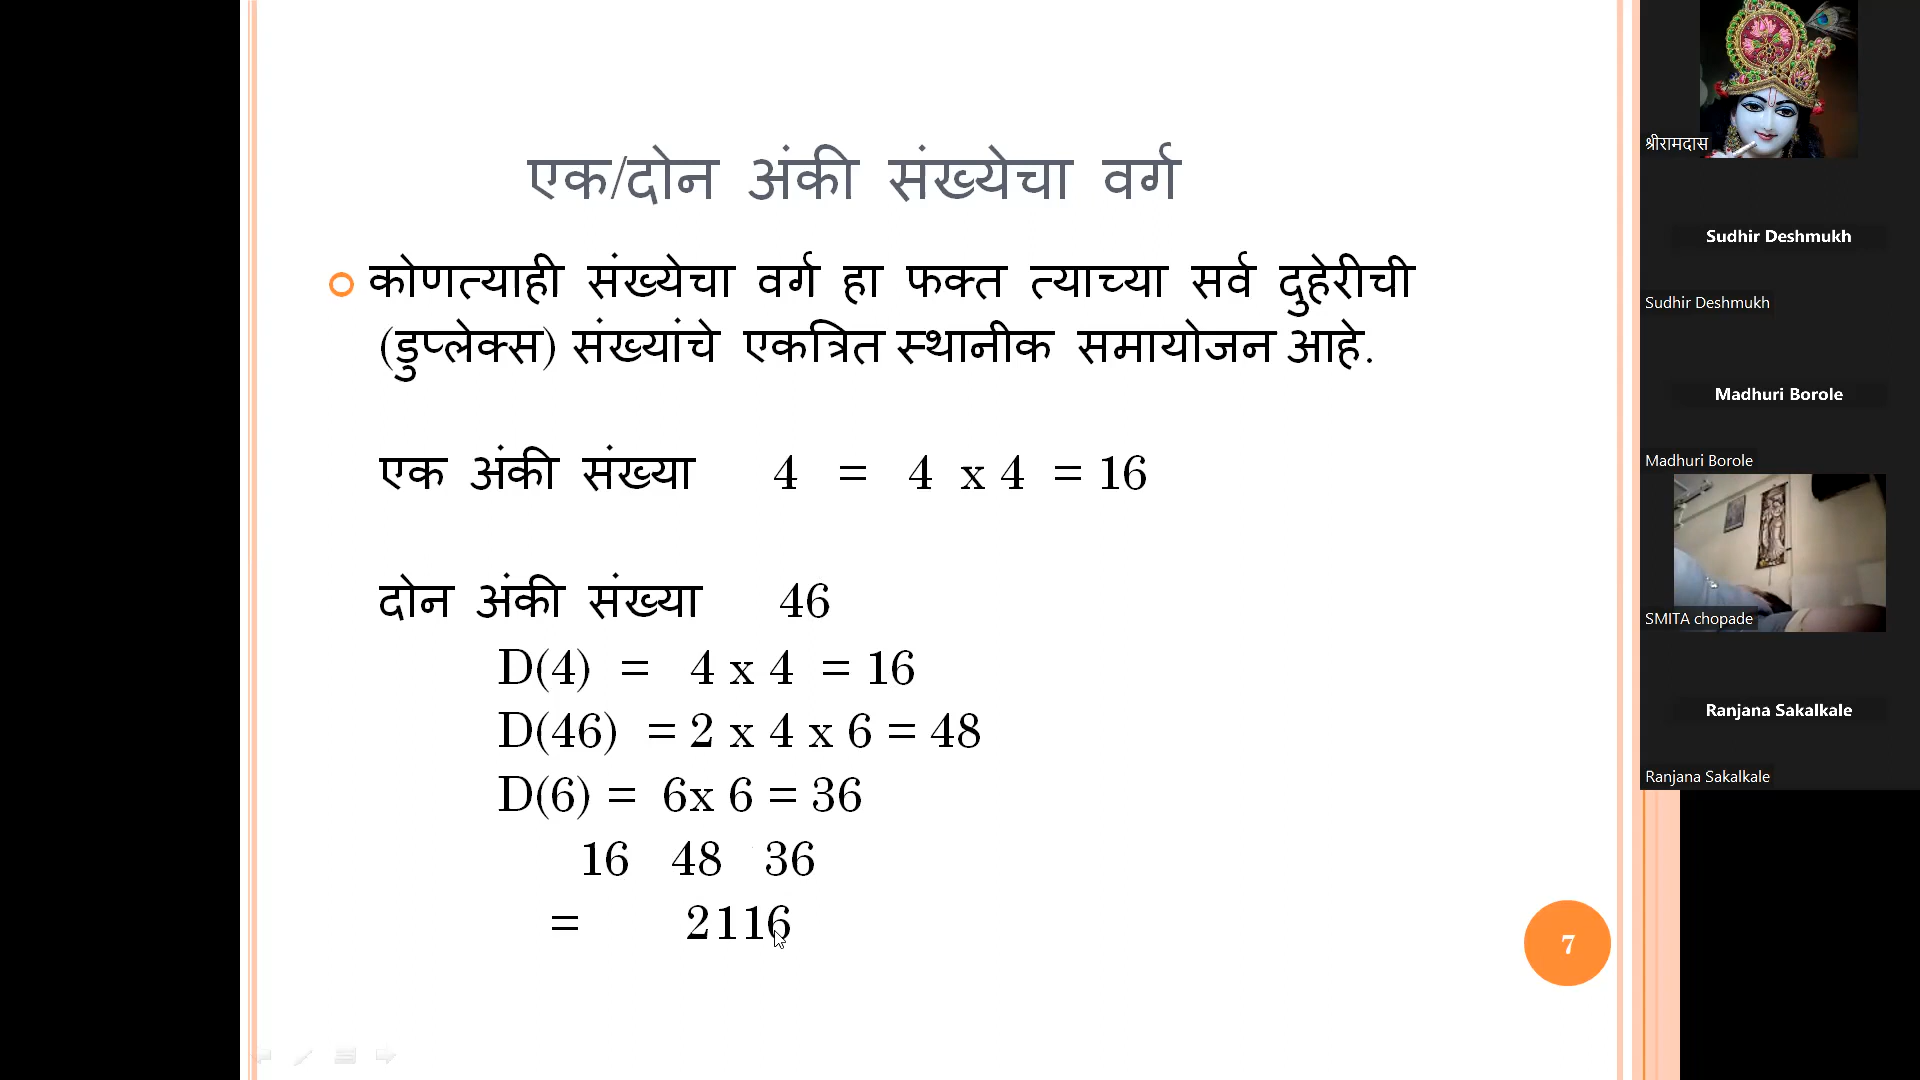 एक/दोन अंकी संख्येचा वर्ग
कोणत्याही संख्येचा वर्ग हा फक्त त्याच्या सर्व दुहेरीची
(डुप्लेक्स) संख्यांचे एकत्रित स्थानीक समायोजन आहे.
एक अंकी संख्या 4 = 4 x 4 = 16
दोन अंकी संख्या 46
D(4) = 4 x 4 = 16
D(46) = 2 x 4 x 6 = 48
D(6) = 6x 6 = 36
16 48 36
= 2116
7
श्रीरामदास
Sudhir Deshmukh
Sudhir Deshmukh
Madhuri Borole
Madhuri Borole
SMITA chopade
Ranjana Sakalkale
Ranjana Sakalkale